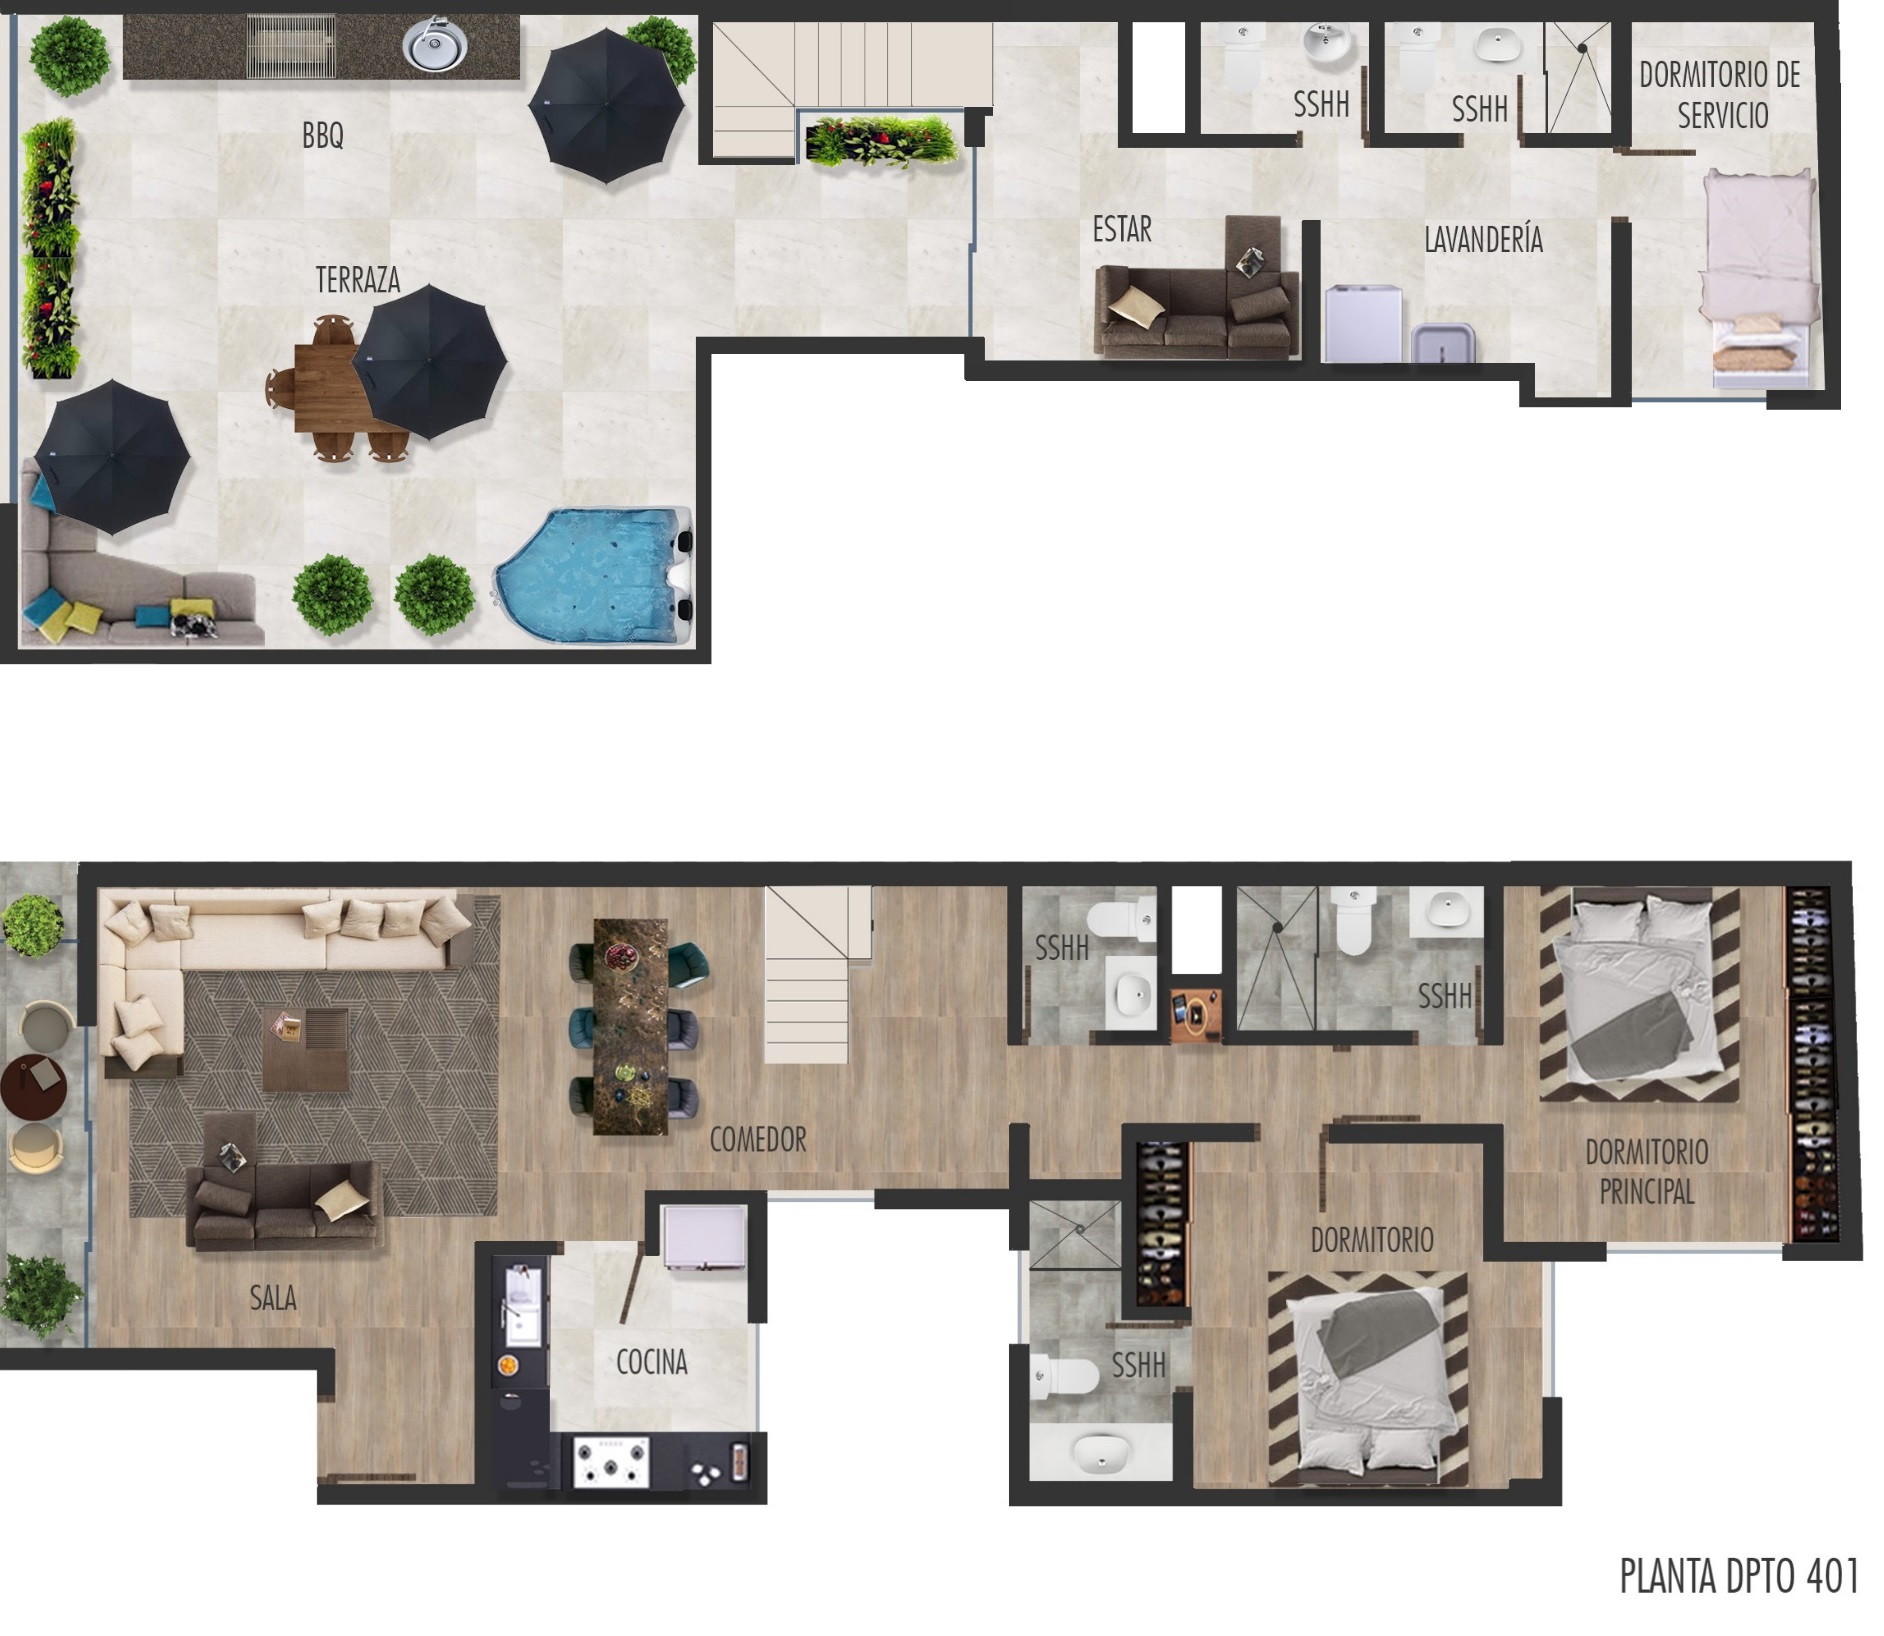 BBQ
TERRAZA
ESTAR
SSHH
SSHH
LAVANDERÍA
DORMITORIO DE
SERVICIO
SALA
COMEDOR
COCINA
SSHH
SSHH
SSHH
DORMITORIO
DORMITORIO
PRINCIPAL
PLANTA DPTO 401